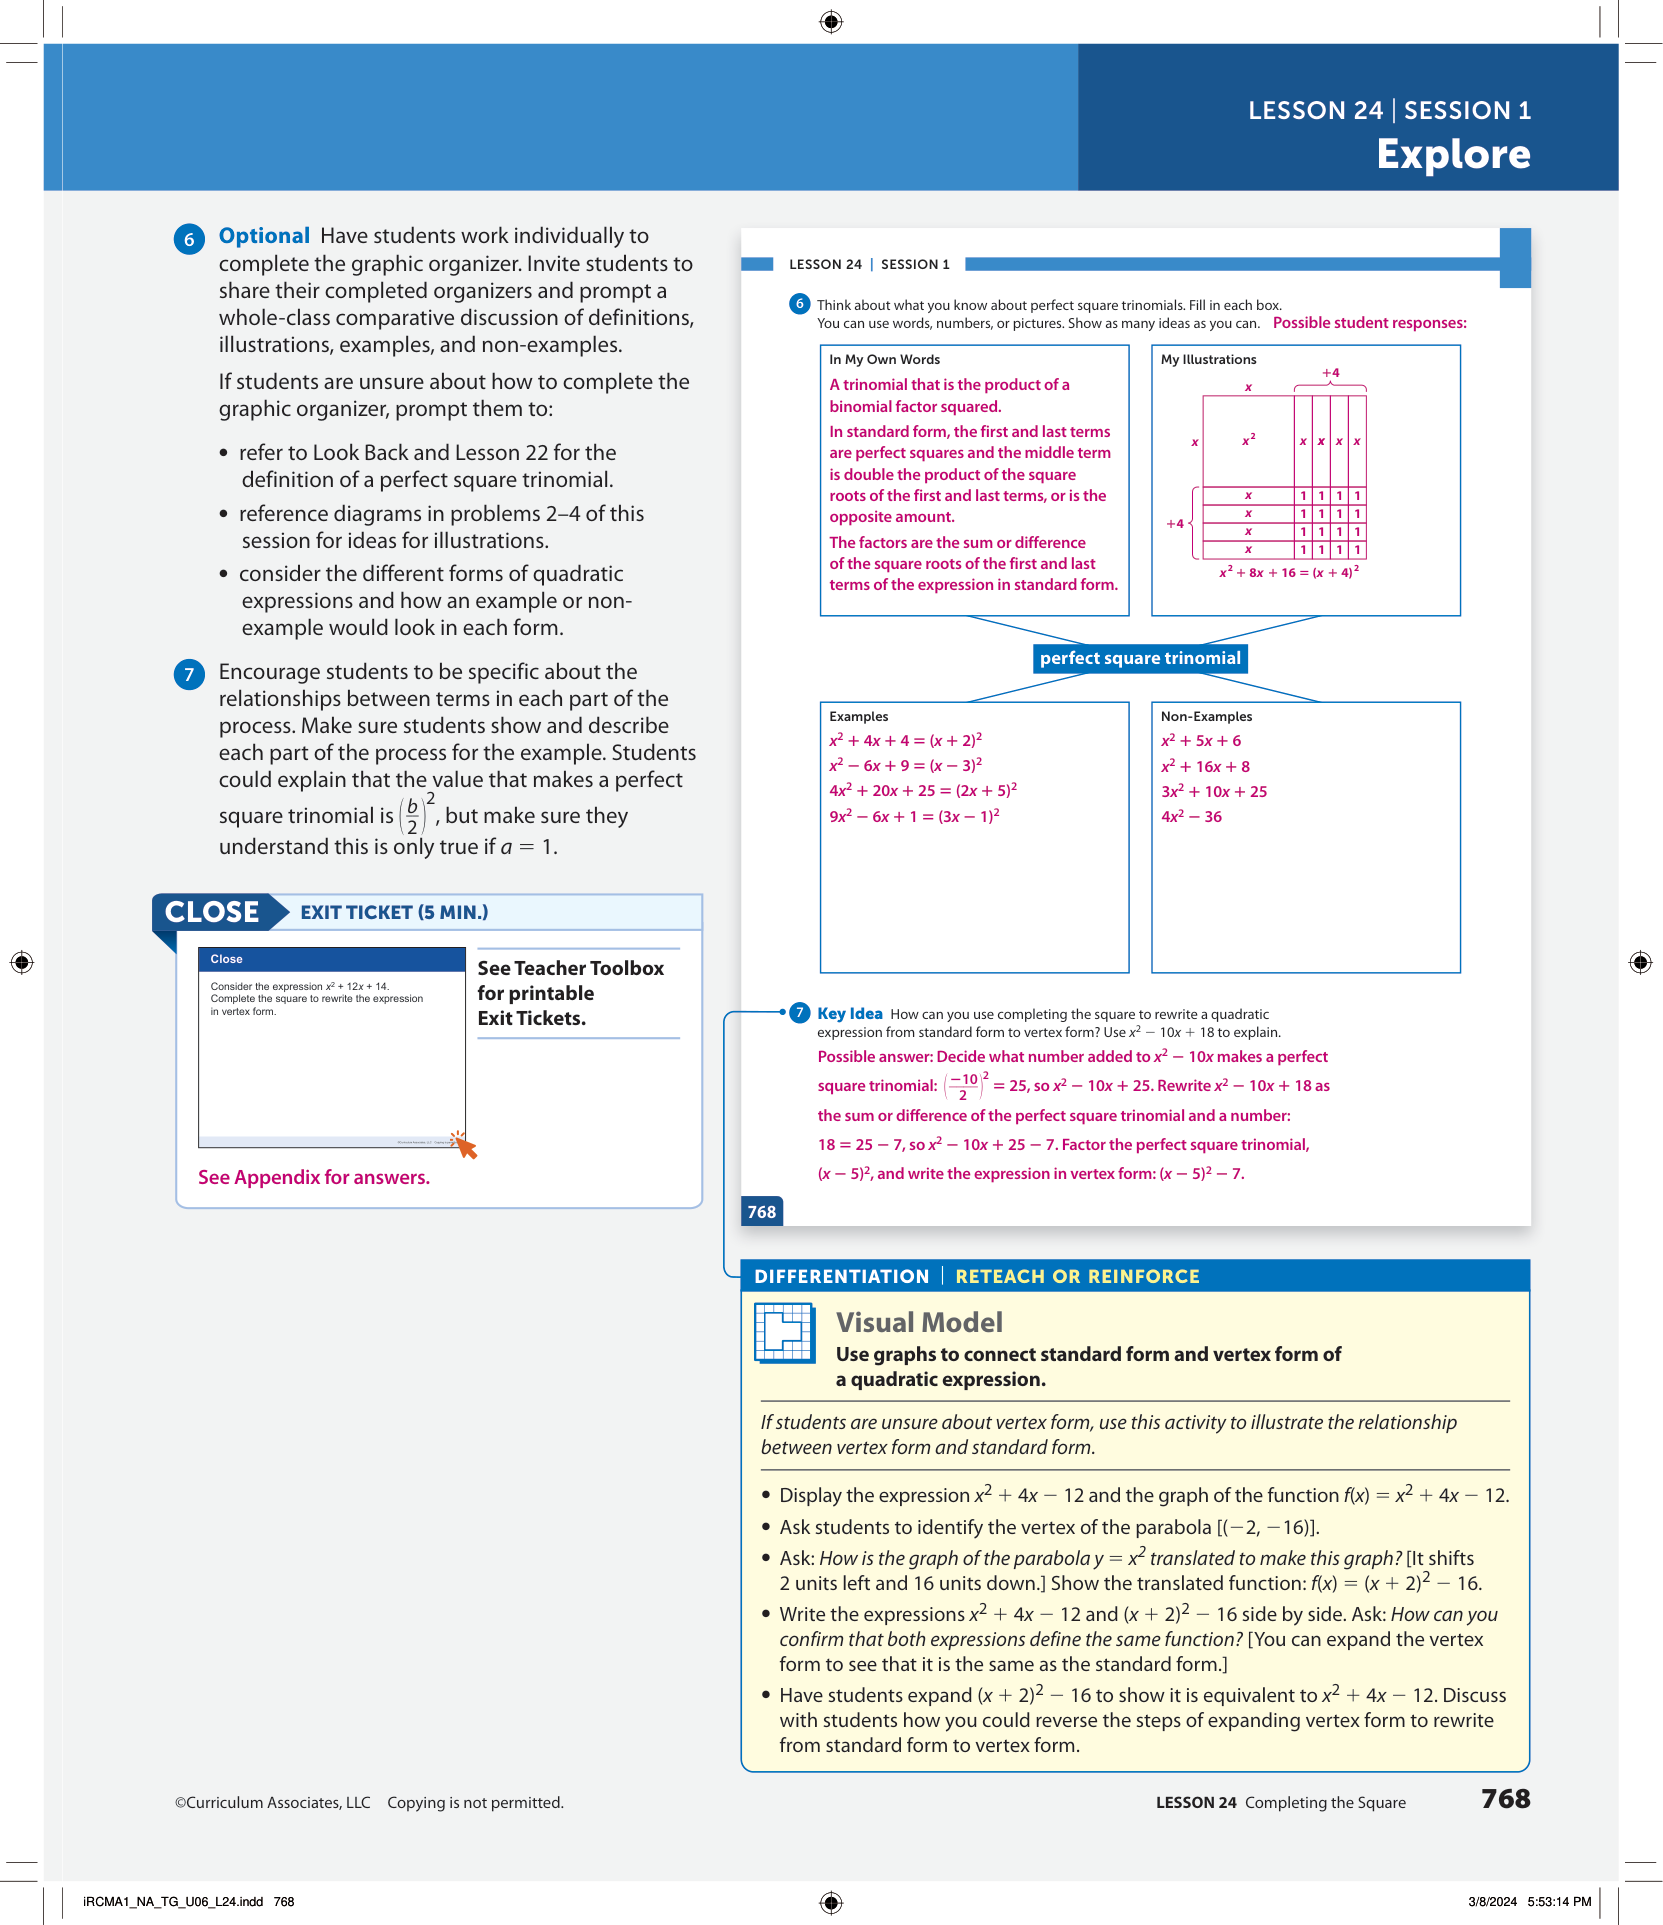 LESSON 24 | SESSION 1
Explore
6 Optional Have students work individually to
complete the graphic organizer. Invite students to
share their completed organizers and prompt a
whole-class comparative discussion of definitions,
illustrations, examples, and non-examples.
If students are unsure about how to complete the
graphic organizer, prompt them to:
• refer to Look Back and Lesson 22 for the
definition of a perfect square trinomial.
• reference diagrams in problems 2–4 of this
session for ideas for illustrations.
• consider the different forms of quadratic
expressions and how an example or non-
example would look in each form.
7 Encourage students to be specific about the
relationships between terms in each part of the
process. Make sure students show and describe
each part of the process for the example. Students
could explain that the value that makes a perfect
square trinomial is (b/2)², but make sure they
understand this is only true if a = 1.
CLOSE EXIT TICKET (5 MIN.)
Close
Consider the expression x² + 12x + 14.
Complete the square to rewrite the expression
in vertex form.
See Teacher Toolbox
for printable
Exit Tickets.
See Appendix for answers.
LESSON 24 | SESSION 1
6 Think about what you know about perfect square trinomials. Fill in each box.
You can use words, numbers, or pictures. Show as many ideas as you can. Possible student responses:
In My Own Words
A trinomial that is the product of a
binomial factor squared.
In standard form, the first and last terms
are perfect squares and the middle term
is double the product of the square
roots of the first and last terms, or is the
opposite amount.
The factors are the sum or difference
of the square roots of the first and last
terms of the expression in standard form.
My Illustrations
+4
x
x x² x x x x
x 1 1 1 1
x 1 1 1 1
+4
x 1 1 1 1
x 1 1 1 1
x² + 8x + 16 = (x + 4)²
perfect square trinomial
Examples
x² + 4x + 4 = (x + 2)²
x² − 6x + 9 = (x − 3)²
4x² + 20x + 25 = (2x + 5)²
9x² − 6x + 1 = (3x − 1)²
Non-Examples
x² + 5x + 6
x² + 16x + 8
3x² + 10x + 25
4x² − 36
7 Key Idea How can you use completing the square to rewrite a quadratic
expression from standard form to vertex form? Use x² − 10x + 18 to explain.
Possible answer: Decide what number added to x² − 10x makes a perfect
square trinomial: (−10/2)² = 25, so x² − 10x + 25. Rewrite x² − 10x + 18 as
the sum or difference of the perfect square trinomial and a number:
18 = 25 − 7, so x² − 10x + 25 − 7. Factor the perfect square trinomial,
(x − 5)², and write the expression in vertex form: (x − 5)² − 7.
768
DIFFERENTIATION | RETEACH OR REINFORCE
Visual Model
Use graphs to connect standard form and vertex form of
a quadratic expression.
If students are unsure about vertex form, use this activity to illustrate the relationship
between vertex form and standard form.
• Display the expression x² + 4x − 12 and the graph of the function f(x) = x² + 4x − 12.
• Ask students to identify the vertex of the parabola [(−2, −16)].
• Ask: How is the graph of the parabola y = x² translated to make this graph? [It shifts
2 units left and 16 units down.] Show the translated function: f(x) = (x + 2)² − 16.
• Write the expressions x² + 4x − 12 and (x + 2)² − 16 side by side. Ask: How can you
confirm that both expressions define the same function? [You can expand the vertex
form to see that it is the same as the standard form.]
• Have students expand (x + 2)² − 16 to show it is equivalent to x² + 4x − 12. Discuss
with students how you could reverse the steps of expanding vertex form to rewrite
from standard form to vertex form.
©Curriculum Associates, LLC Copying is not permitted.
LESSON 24 Completing the Square 768
iRCMA1_NA_TG_U06_L24.indd 768
3/8/2024 5:53:14 PM